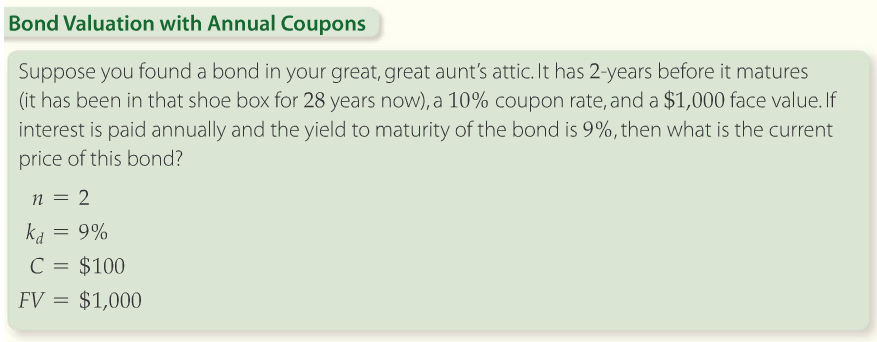 Bond Valuation with Annual Coupons
Suppose you found a bond in your great, great aunt's attic. It has 2-years before it matures
(it has been in that shoe box for 28 years now), a 10% coupon rate, and a $1,000 face value. If
interest is paid annually and the yield to maturity of the bond is 9%, then what is the current
price of this bond?
n = 2
k_d = 9%
C = $100
FV = $1,000